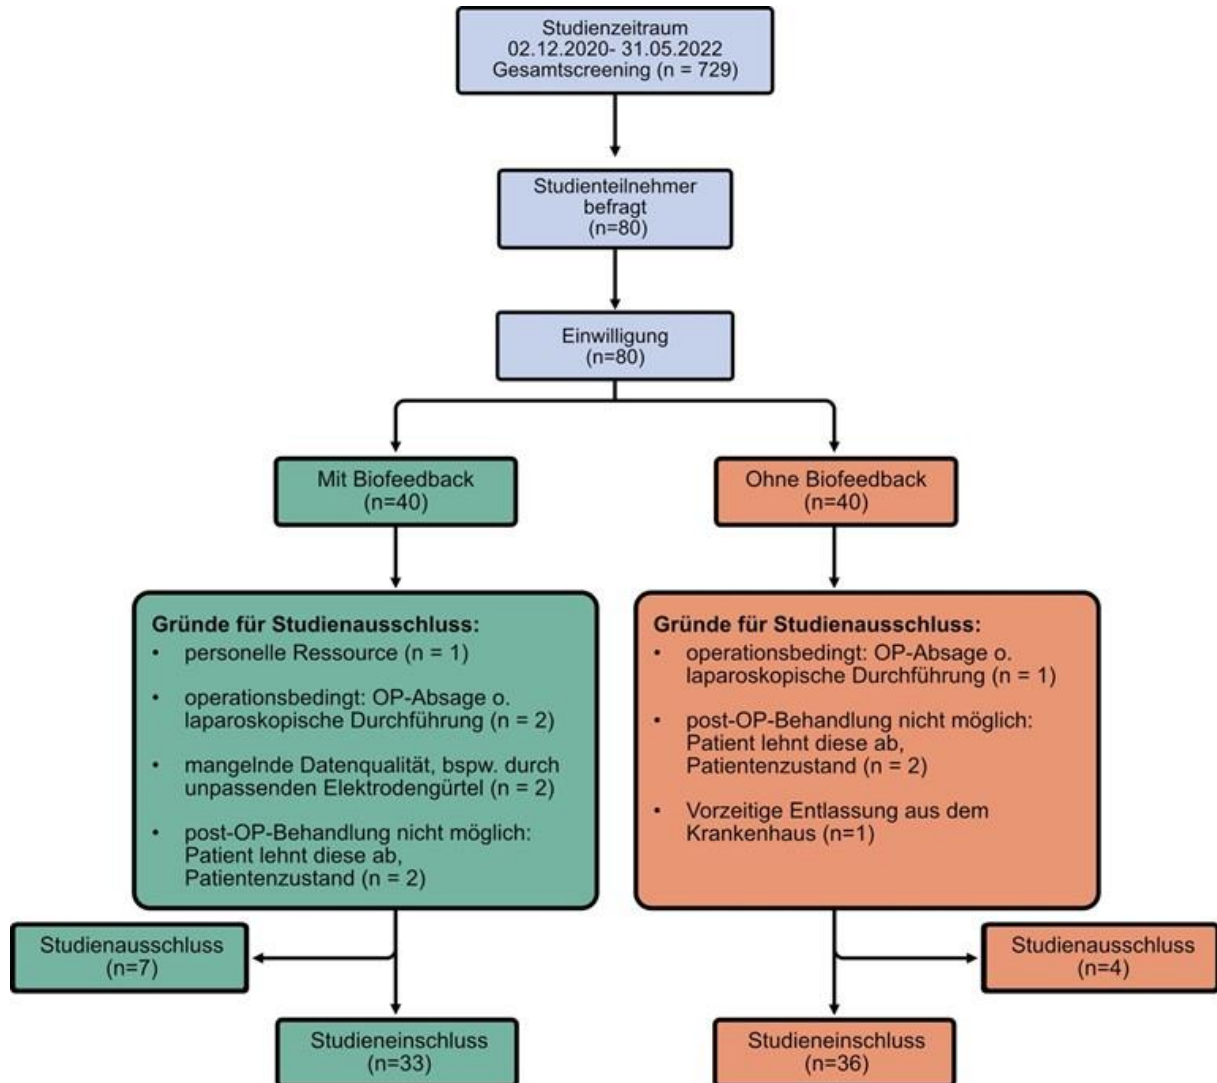 Studienzeitraum
02.12.2020- 31.05.2022
Gesamtscreening (n = 729)
Studienteilnehmer
befragt
(n=80)
Einwilligung
(n=80)
Mit Biofeedback
(n=40)
Ohne Biofeedback
(n=40)
Gründe für Studienausschluss:
• personelle Ressource (n = 1)
• operationsbedingt: OP-Absage o.
laparoskopische Durchführung (n = 2)
• mangelnde Datenqualität, bspw. durch
unpassenden Elektrodengürtel (n = 2)
• post-OP-Behandlung nicht möglich:
Patient lehnt diese ab,
Patientenzustand (n = 2)
Gründe für Studienausschluss:
• operationsbedingt: OP-Absage o.
laparoskopische Durchführung (n = 1)
• post-OP-Behandlung nicht möglich:
Patient lehnt diese ab,
Patientenzustand (n = 2)
• Vorzeitige Entlassung aus dem
Krankenhaus (n=1)
Studienausschluss
(n=7)
Studienausschluss
(n=4)
Studieneinschluss
(n=33)
Studieneinschluss
(n=36)